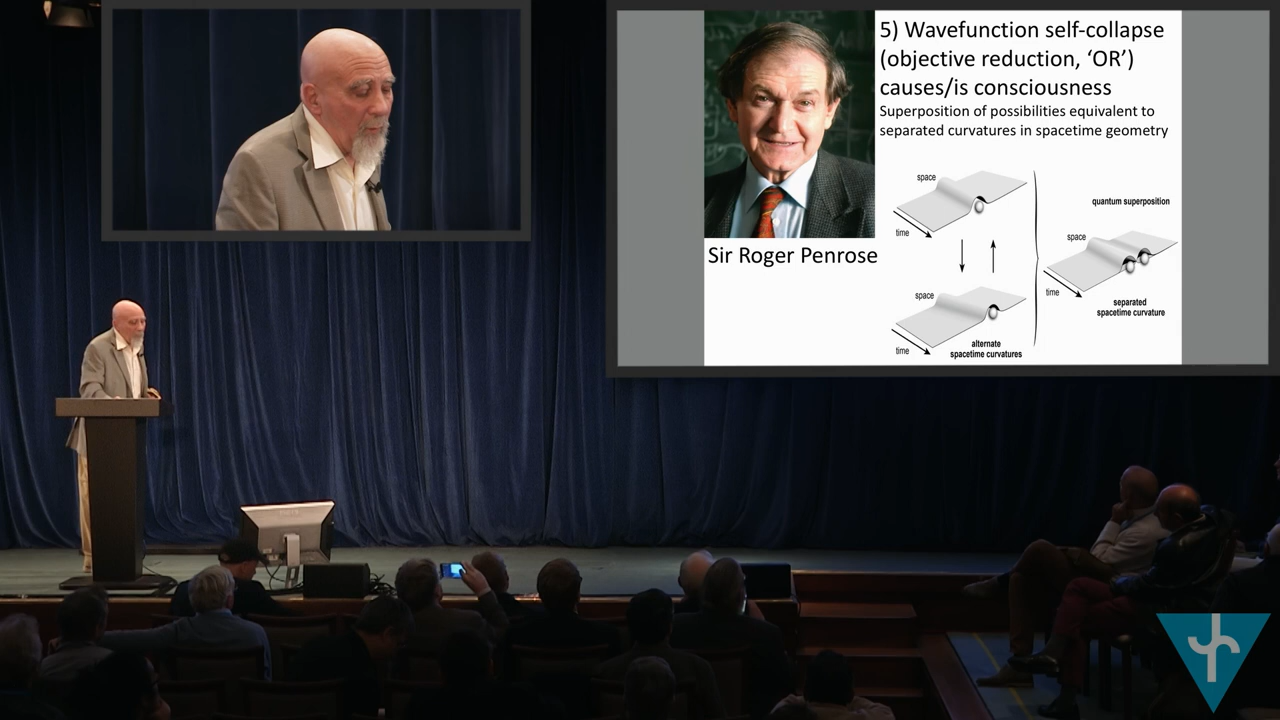 5) Wavefunction self-collapse
(objective reduction, ‘OR’)
causes/is consciousness
Superposition of possibilities equivalent to
separated curvatures in spacetime geometry
Sir Roger Penrose
space
time
space
time
alternate
spacetime curvatures
quantum superposition
space
time
separated
spacetime curvature